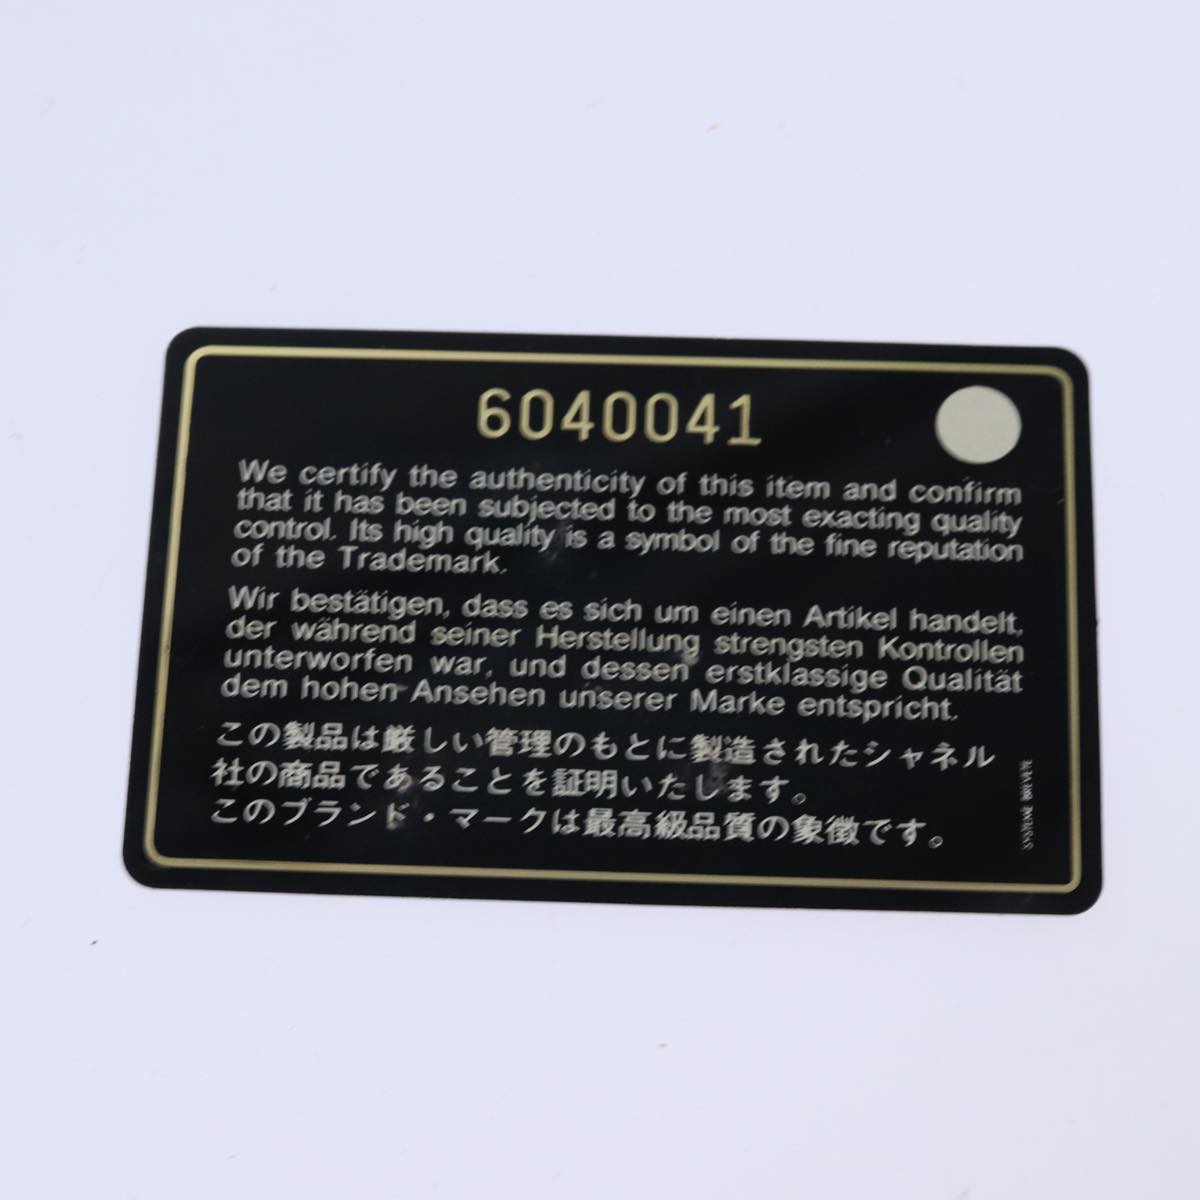 6040041
We certify the authenticity of this item and confirm
that it has been subjected to the most exacting quality
control. Its high quality is a symbol of the fine reputation
of the Trademark.
Wir bestätigen, dass es sich um einen Artikel handelt,
der während seiner Herstellung strengsten Kontrollen
unterworfen war, und dessen erstklassige Qualität
dem hohen Ansehen unserer Marke entspricht.
この製品は厳しい管理のもとに製造されたシャネル
社の商品であることを証明いたします。
このブランド・マークは最高級品質の象徴です。
SYSTEME BREVETE